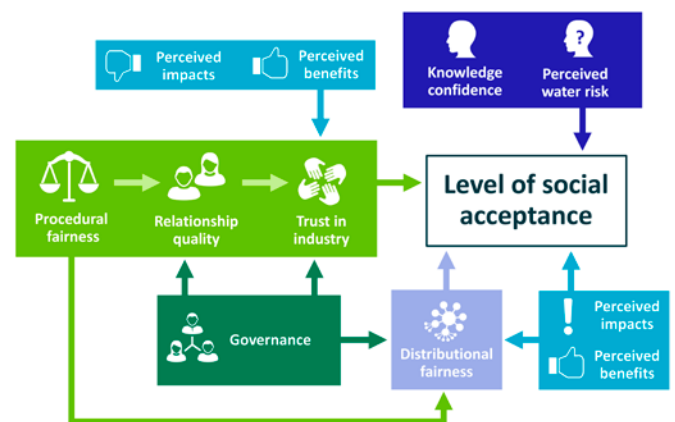 Perceived
impacts
Perceived
benefits
Knowledge
confidence
Perceived
water risk
?
Procedural
fairness
Relationship
quality
Trust in
industry
Level of social
acceptance
Governance
Distributional
fairness
!
Perceived
impacts
Perceived
benefits